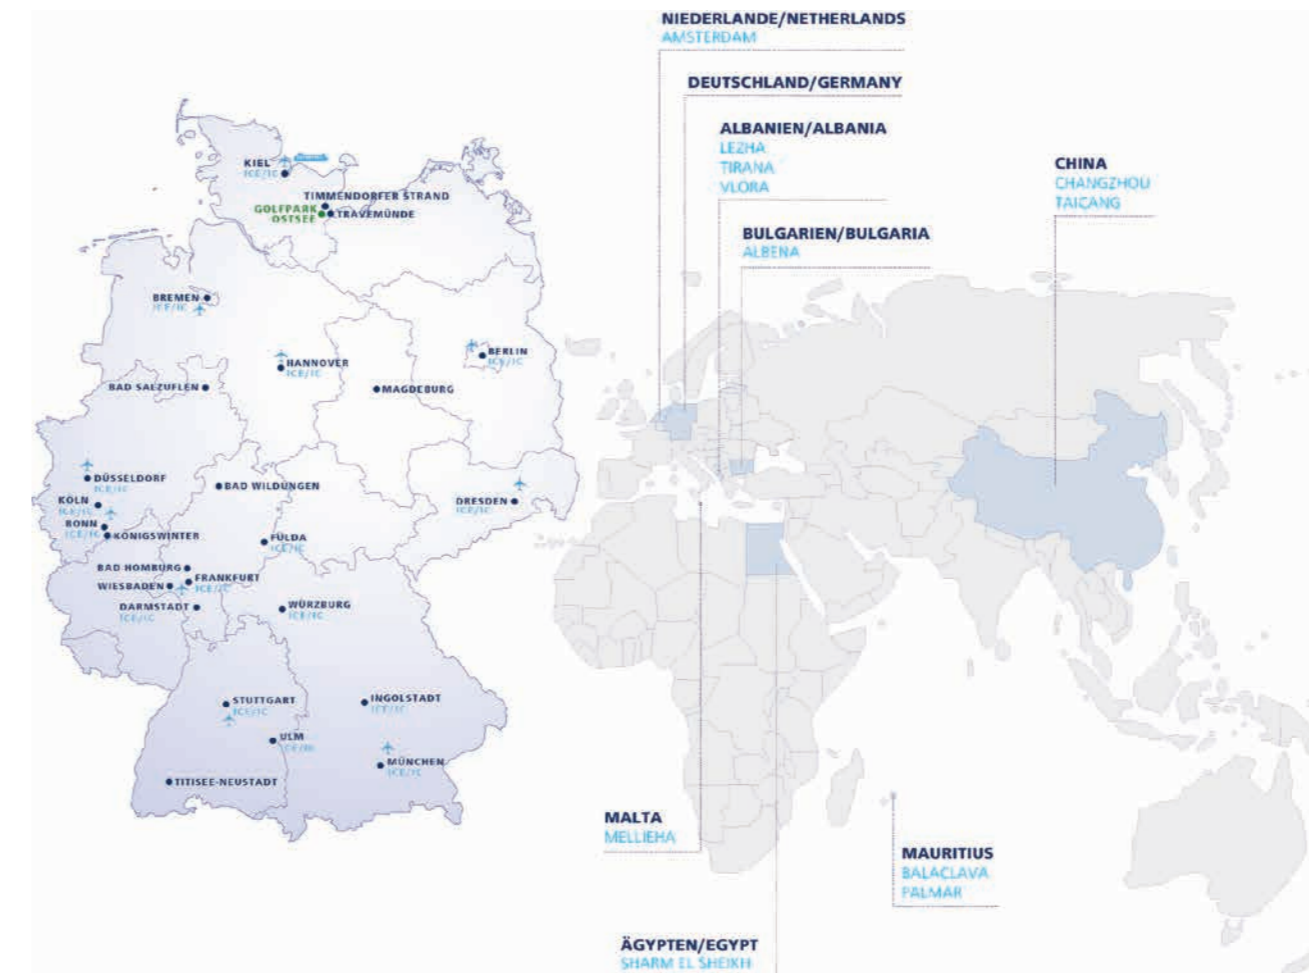 NIEDERLANDE/NETHERLANDS
AMSTERDAM
DEUTSCHLAND/GERMANY
ALBANIEN/ALBANIA
LEZHA
TIRANA
VLORA
BULGARIEN/BULGARIA
ALBENA
CHINA
CHANGZHOU
TAICANG
KIEL
ICE/IC
TIMMENDORFER STRAND
GOLFPARK
OSTSEE
TRAVEMÜNDE
BREMEN
ICE/IC
HANNOVER
ICE/IC
BERLIN
ICE/IC
BAD SALZUFLEN
MAGDEBURG
DÜSSELDORF
ICE/IC
BAD WILDUNGEN
KÖLN
ICE/IC
DRESDEN
ICE/IC
BONN
ICE/IC
KÖNIGSWINTER
FULDA
ICE/IC
BAD HOMBURG
FRANKFURT
ICE/IC
WIESBADEN
DARMSTADT
ICE/IC
WÜRZBURG
ICE/IC
STUTTGART
ICE/IC
INGOLSTADT
ICE/IC
ULM
ICE/IC
MÜNCHEN
ICE/IC
TITISEE-NEUSTADT
MALTA
MELLIEHA
MAURITIUS
BALACLAVA
PALMAR
ÄGYPTEN/EGYPT
SHARM EL SHEIKH